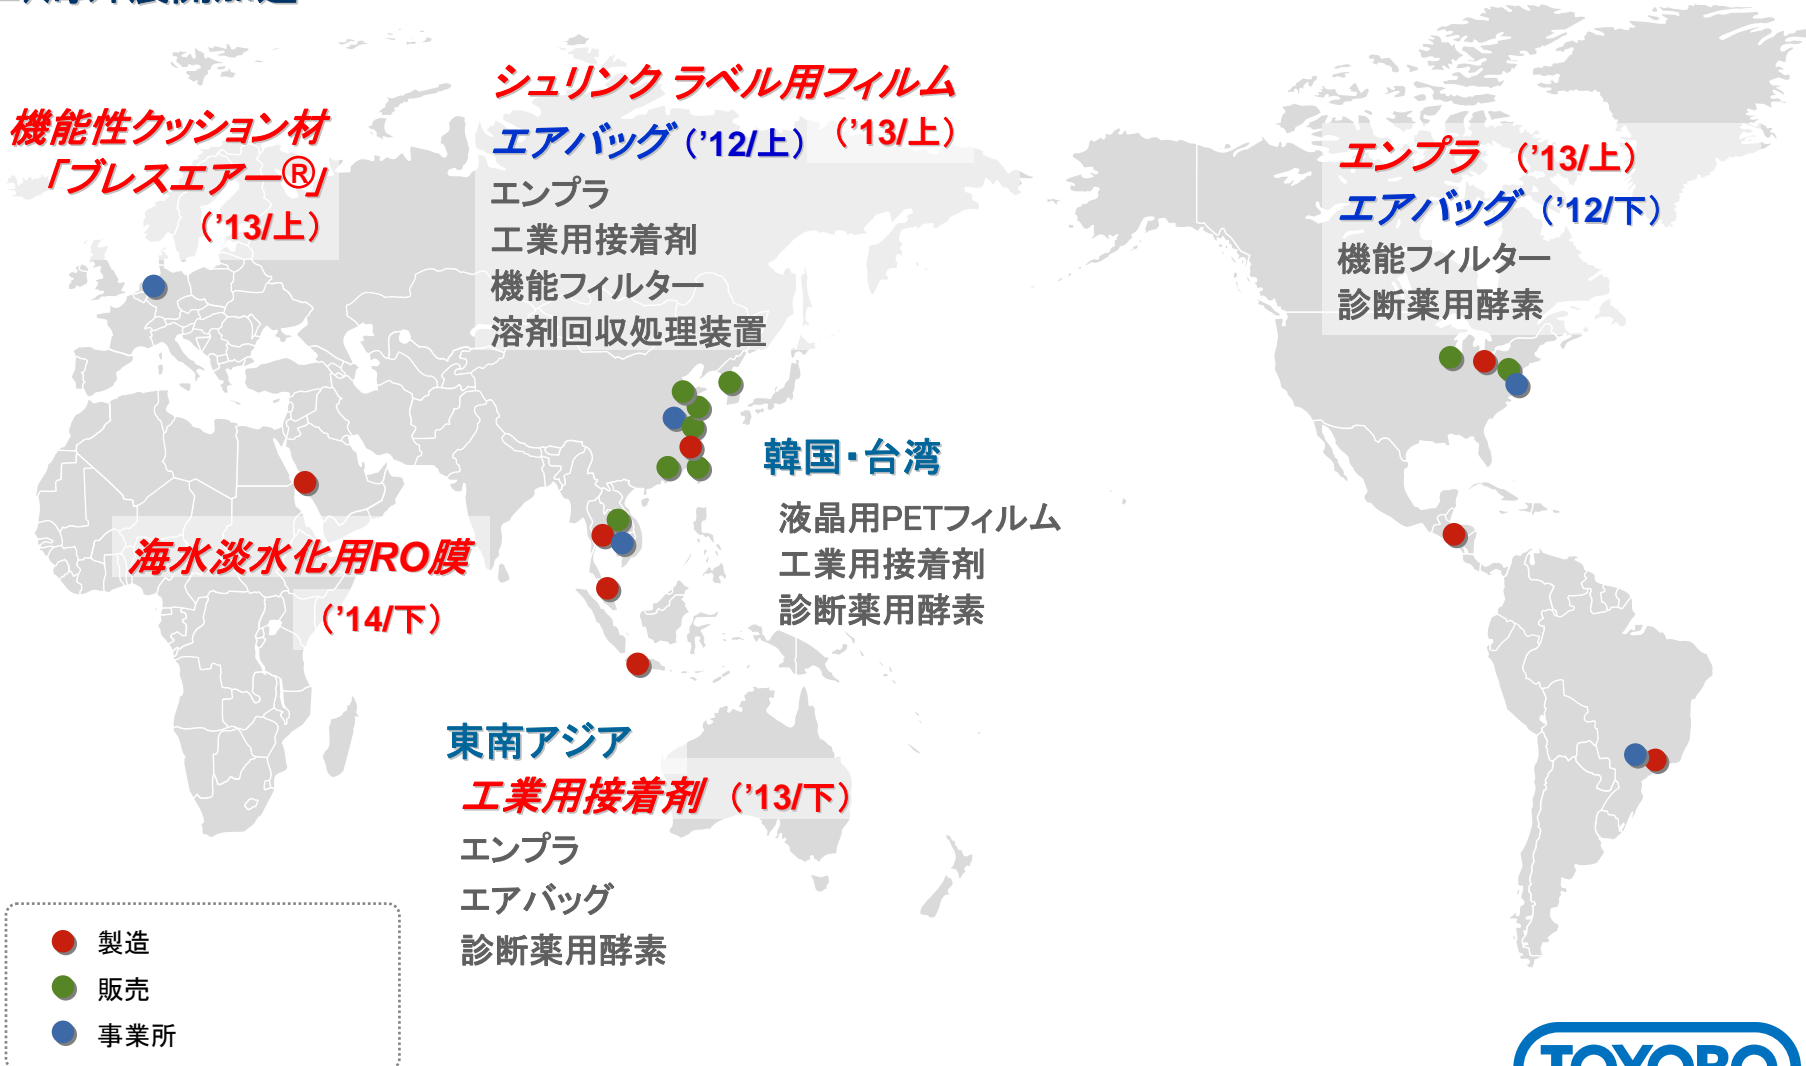 機能性クッション材
「ブレスエアー®」
（’13/上）
シュリンク ラベル用フィルム
（’13/上）
エアバッグ（’12/上）
エンプラ
工業用接着剤
機能フィルター
溶剤回収処理装置
エンプラ （’13/上）
エアバッグ（’12/下）
機能フィルター
診断薬用酵素
韓国・台湾
液晶用PETフィルム
工業用接着剤
診断薬用酵素
海水淡水化用RO膜
（’14/下）
東南アジア
工業用接着剤（’13/下）
エンプラ
エアバッグ
診断薬用酵素
製造
販売
事業所
TOYOBO